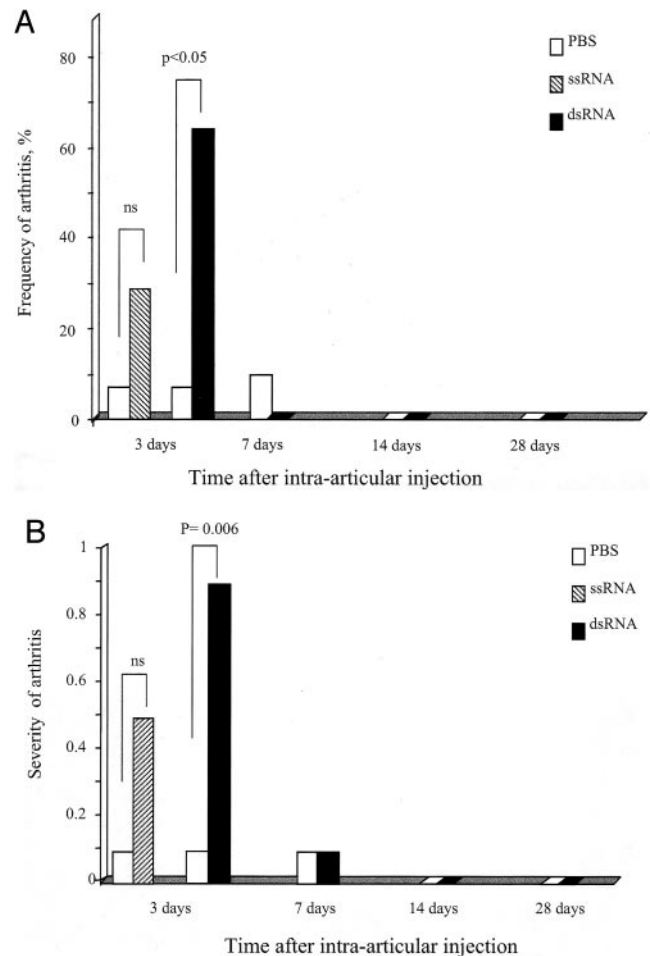 A
PBS
ssRNA
dsRNA
p<0.05
ns
Frequency of arthritis, %
80
60
40
20
0
3 days
7 days
14 days
28 days
Time after intra-articular injection
B
PBS
ssRNA
dsRNA
P= 0.006
ns
Severity of arthritis
1
0.8
0.6
0.4
0.2
0
3 days
7 days
14 days
28 days
Time after intra-articular injection